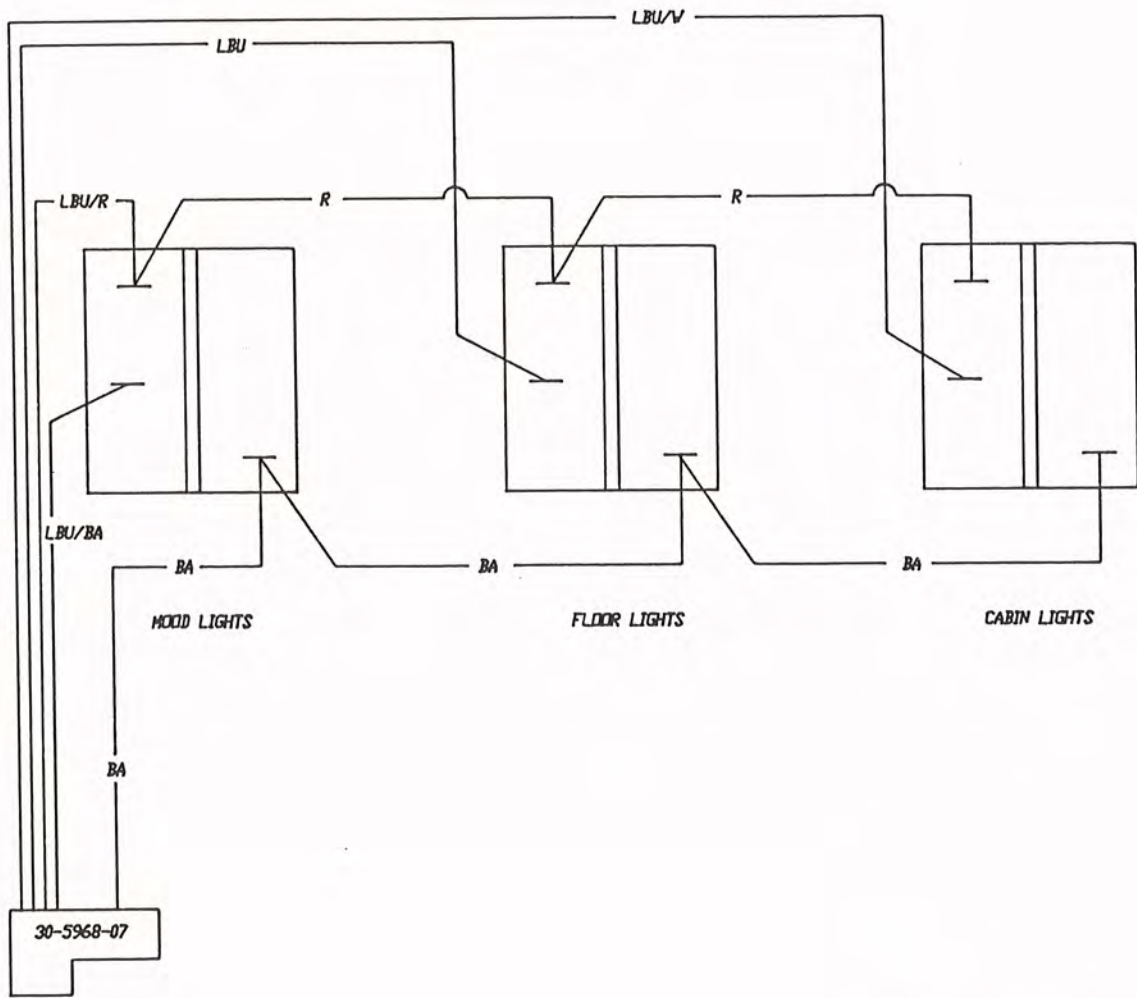 LBU/W
LBU
LBU/R
R
R
LBU/BA
BA
BA
BA
MOOD LIGHTS
FLOOR LIGHTS
CABIN LIGHTS
BA
30-5968-07